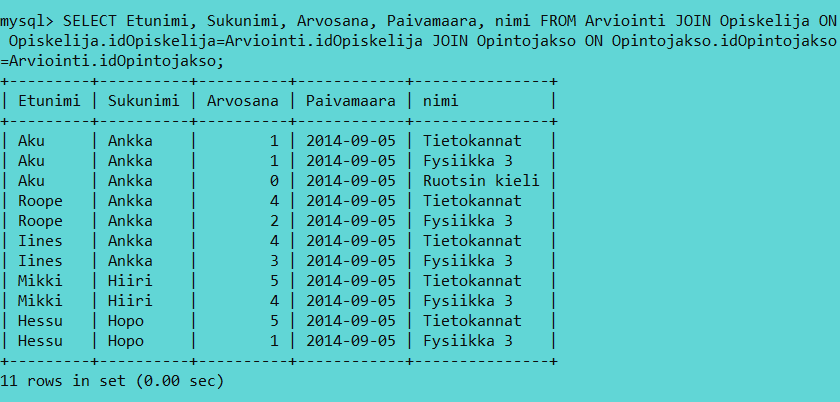 mysql> SELECT Etunimi, Sukunimi, Arvosana, Paivamaara, nimi FROM Arviointi JOIN Opiskelija ON
 Opiskelija.idOpiskelija=Arviointi.idOpiskelija JOIN Opintojakso ON Opintojakso.idOpintojakso
=Arviointi.idOpintojakso;
+---------+----------+----------+------------+---------------+
| Etunimi | Sukunimi | Arvosana | Paivamaara | nimi          |
+---------+----------+----------+------------+---------------+
| Aku     | Ankka    |        1 | 2014-09-05 | Tietokannat   |
| Aku     | Ankka    |        1 | 2014-09-05 | Fysiikka 3    |
| Aku     | Ankka    |        0 | 2014-09-05 | Ruotsin kieli |
| Roope   | Ankka    |        4 | 2014-09-05 | Tietokannat   |
| Roope   | Ankka    |        2 | 2014-09-05 | Fysiikka 3    |
| Iines   | Ankka    |        4 | 2014-09-05 | Tietokannat   |
| Iines   | Ankka    |        3 | 2014-09-05 | Fysiikka 3    |
| Mikki   | Hiiri    |        5 | 2014-09-05 | Tietokannat   |
| Mikki   | Hiiri    |        4 | 2014-09-05 | Fysiikka 3    |
| Hessu   | Hopo     |        5 | 2014-09-05 | Tietokannat   |
| Hessu   | Hopo     |        1 | 2014-09-05 | Fysiikka 3    |
+---------+----------+----------+------------+---------------+
11 rows in set (0.00 sec)